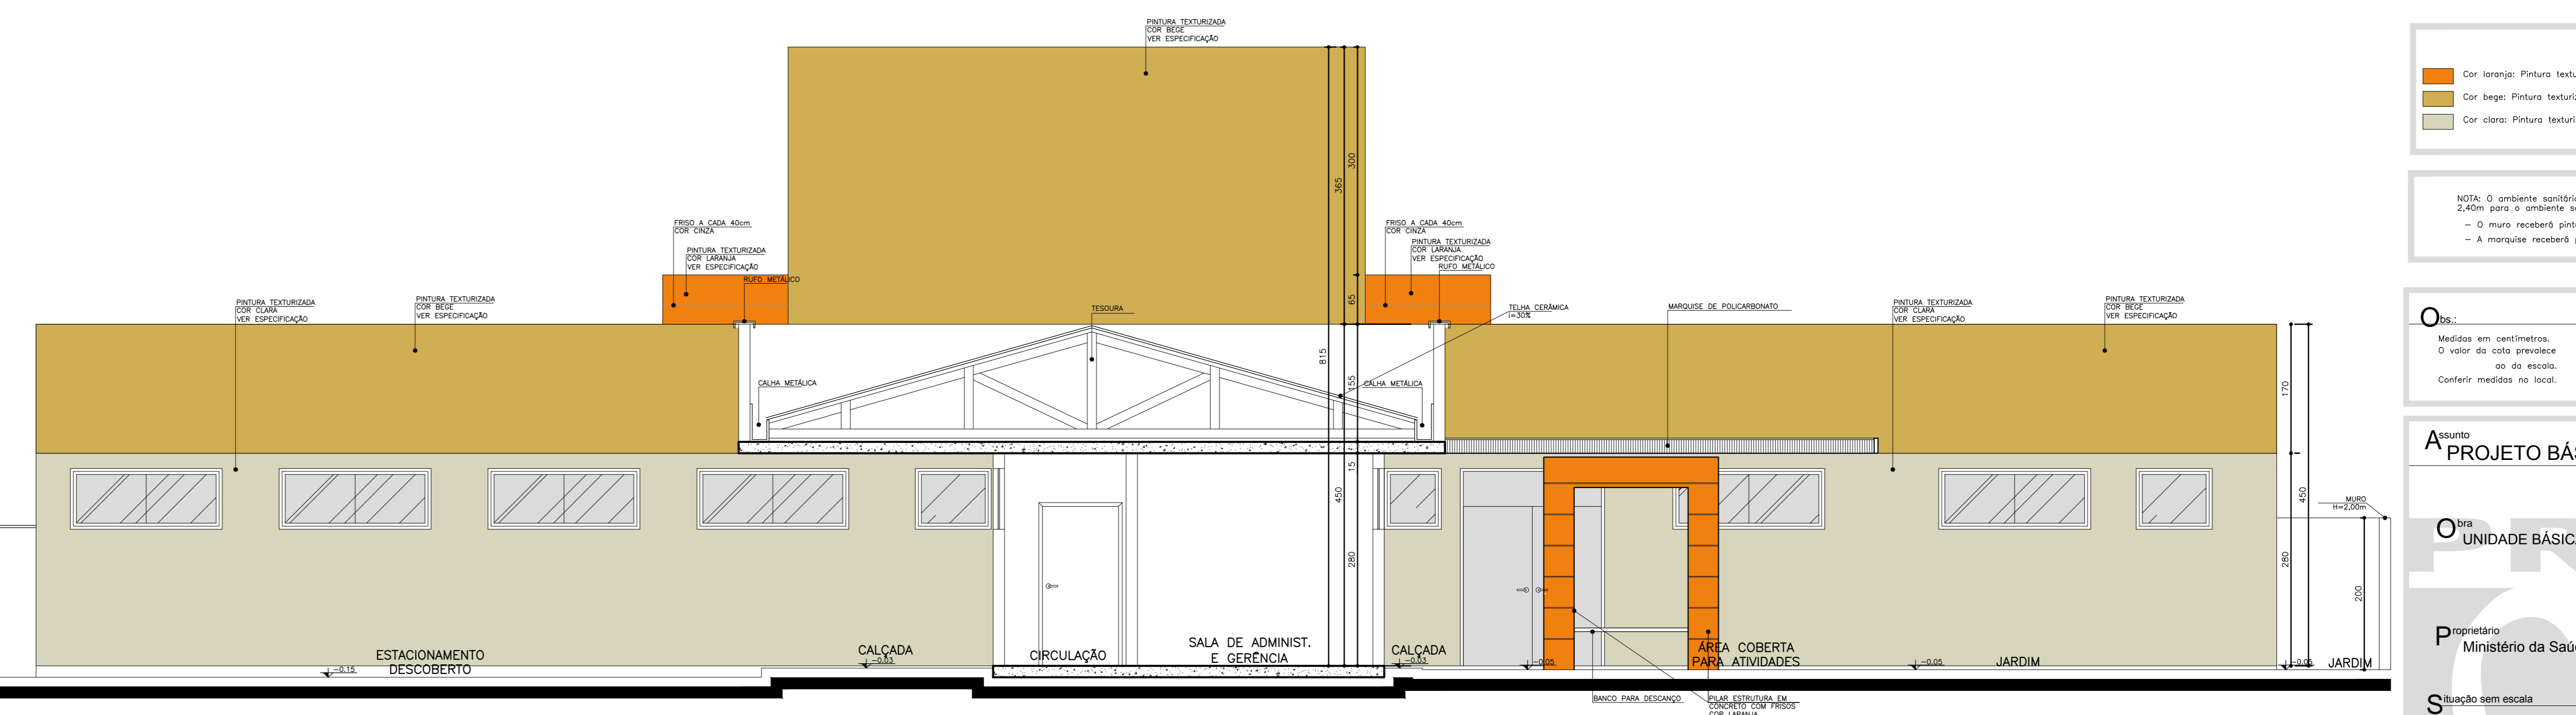 PINTURA TEXTURIZADA
COR BEGE
VER ESPECIFICAÇÃO
FRISO A CADA 40cm
COR CINZA
PINTURA TEXTURIZADA
COR LARANJA
VER ESPECIFICAÇÃO
RUFO METÁLICO
PINTURA TEXTURIZADA
COR CLARA
VER ESPECIFICAÇÃO
PINTURA TEXTURIZADA
COR BEGE
VER ESPECIFICAÇÃO
TESOURA
CALHA METÁLICA
FRISO A CADA 40cm
COR CINZA
PINTURA TEXTURIZADA
COR LARANJA
VER ESPECIFICAÇÃO
RUFO METÁLICO
TELHA CERÂMICA
i=30%
CALHA METÁLICA
MARQUISE DE POLICARBONATO
PINTURA TEXTURIZADA
COR CLARA
VER ESPECIFICAÇÃO
PINTURA TEXTURIZADA
COR BEGE
VER ESPECIFICAÇÃO
300
365
65
815
155
15
450
280
170
450
280
MURO
H=2,00m
200
ESTACIONAMENTO
DESCOBERTO
-0.15
CALÇADA
-0.03
CIRCULAÇÃO
SALA DE ADMINIST.
E GERÊNCIA
CALÇADA
-0.03
-0.05
ÁREA COBERTA
PARA ATIVIDADES
-0.05
JARDIM
-0.05
JARDIM
BANCO PARA DESCANÇO
PILAR ESTRUTURA EM
CONCRETO COM FRISOS
COR LARANJA
Cor laranja: Pintura textu
Cor bege: Pintura texturiz
Cor clara: Pintura texturi
NOTA: O ambiente sanitário
2,40m para o ambiente s
– O muro receberá pint
– A marquise receberá
Obs.:
Medidas em centímetros.
O valor da cota prevalece
ao da escala.
Conferir medidas no local.
Assunto
PROJETO BÁS
Obra
UNIDADE BÁSICA
Proprietário
Ministério da Saúd
Situação sem escala